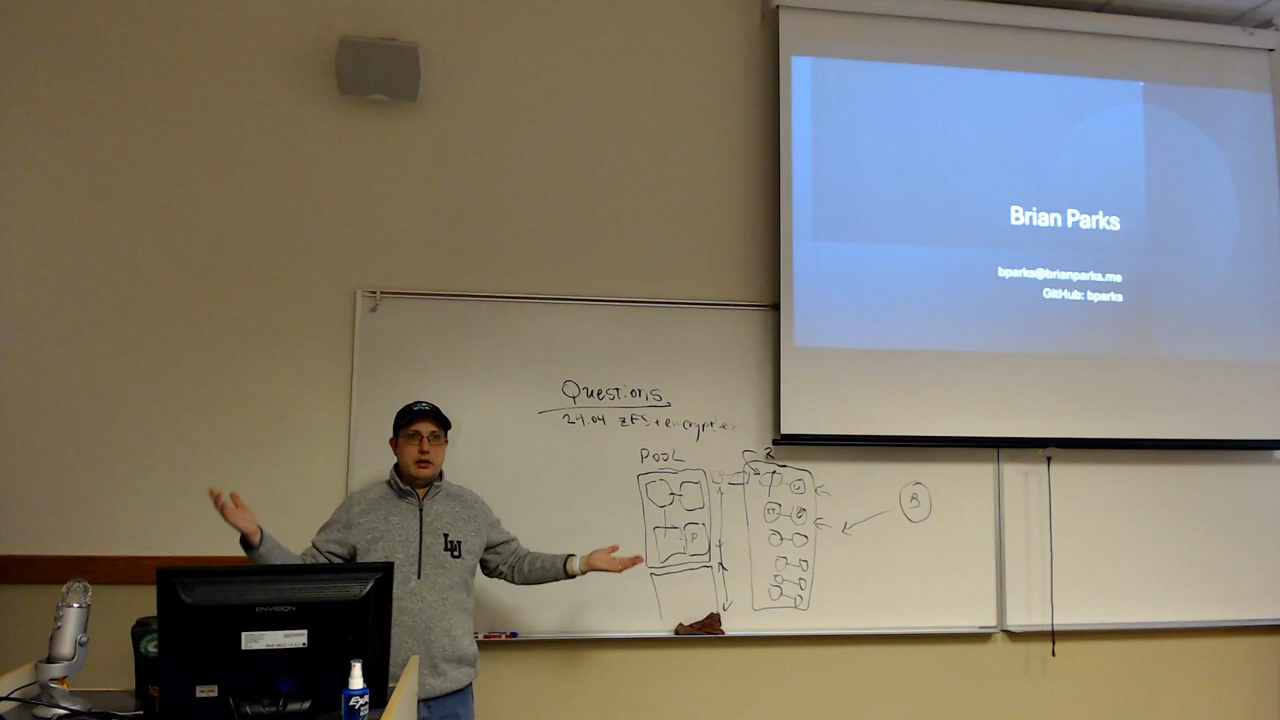 Brian Parks
bparks@brianparks.me
GitHub: bparks
Questions
24.04 ZFS + encryption
POOL
R
B
P
LU
ENVISION